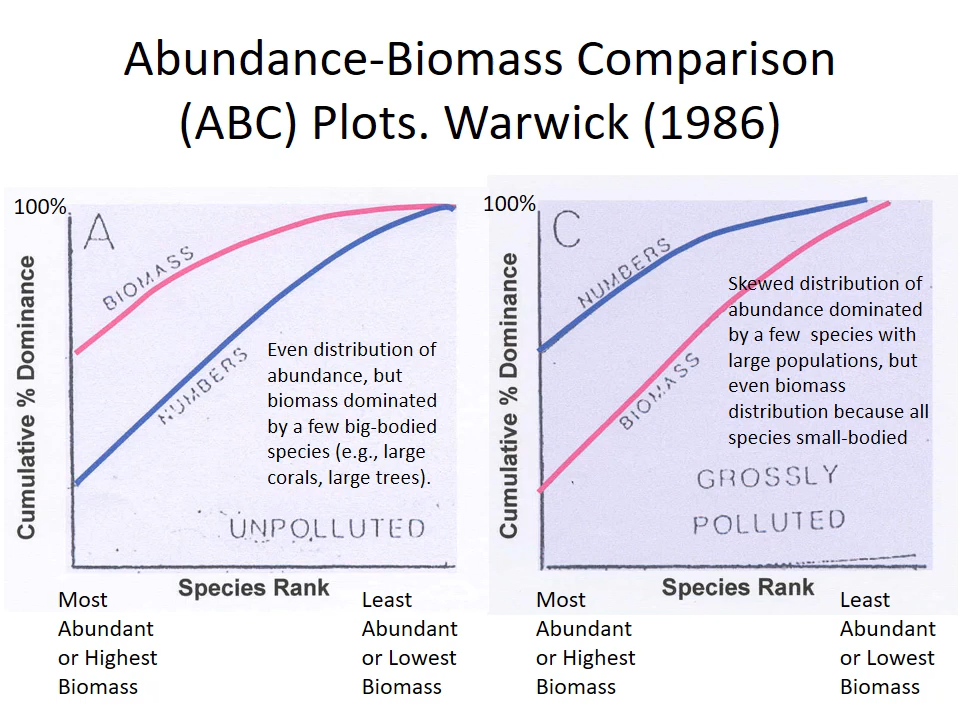 Abundance-Biomass Comparison
(ABC) Plots. Warwick (1986)
100%
A
BIOMASS
NUMBERS
Even distribution of
abundance, but
biomass dominated
by a few big-bodied
species (e.g., large
corals, large trees).
UNPOLLUTED
Cumulative % Dominance
Species Rank
Most
Abundant
or Highest
Biomass
Least
Abundant
or Lowest
Biomass
100%
C
NUMBERS
BIOMASS
Skewed distribution of
abundance dominated
by a few  species with
large populations, but
even biomass
distribution because all
species small-bodied
GROSSLY
POLLUTED
Cumulative % Dominance
Species Rank
Most
Abundant
or Highest
Biomass
Least
Abundant
or Lowest
Biomass